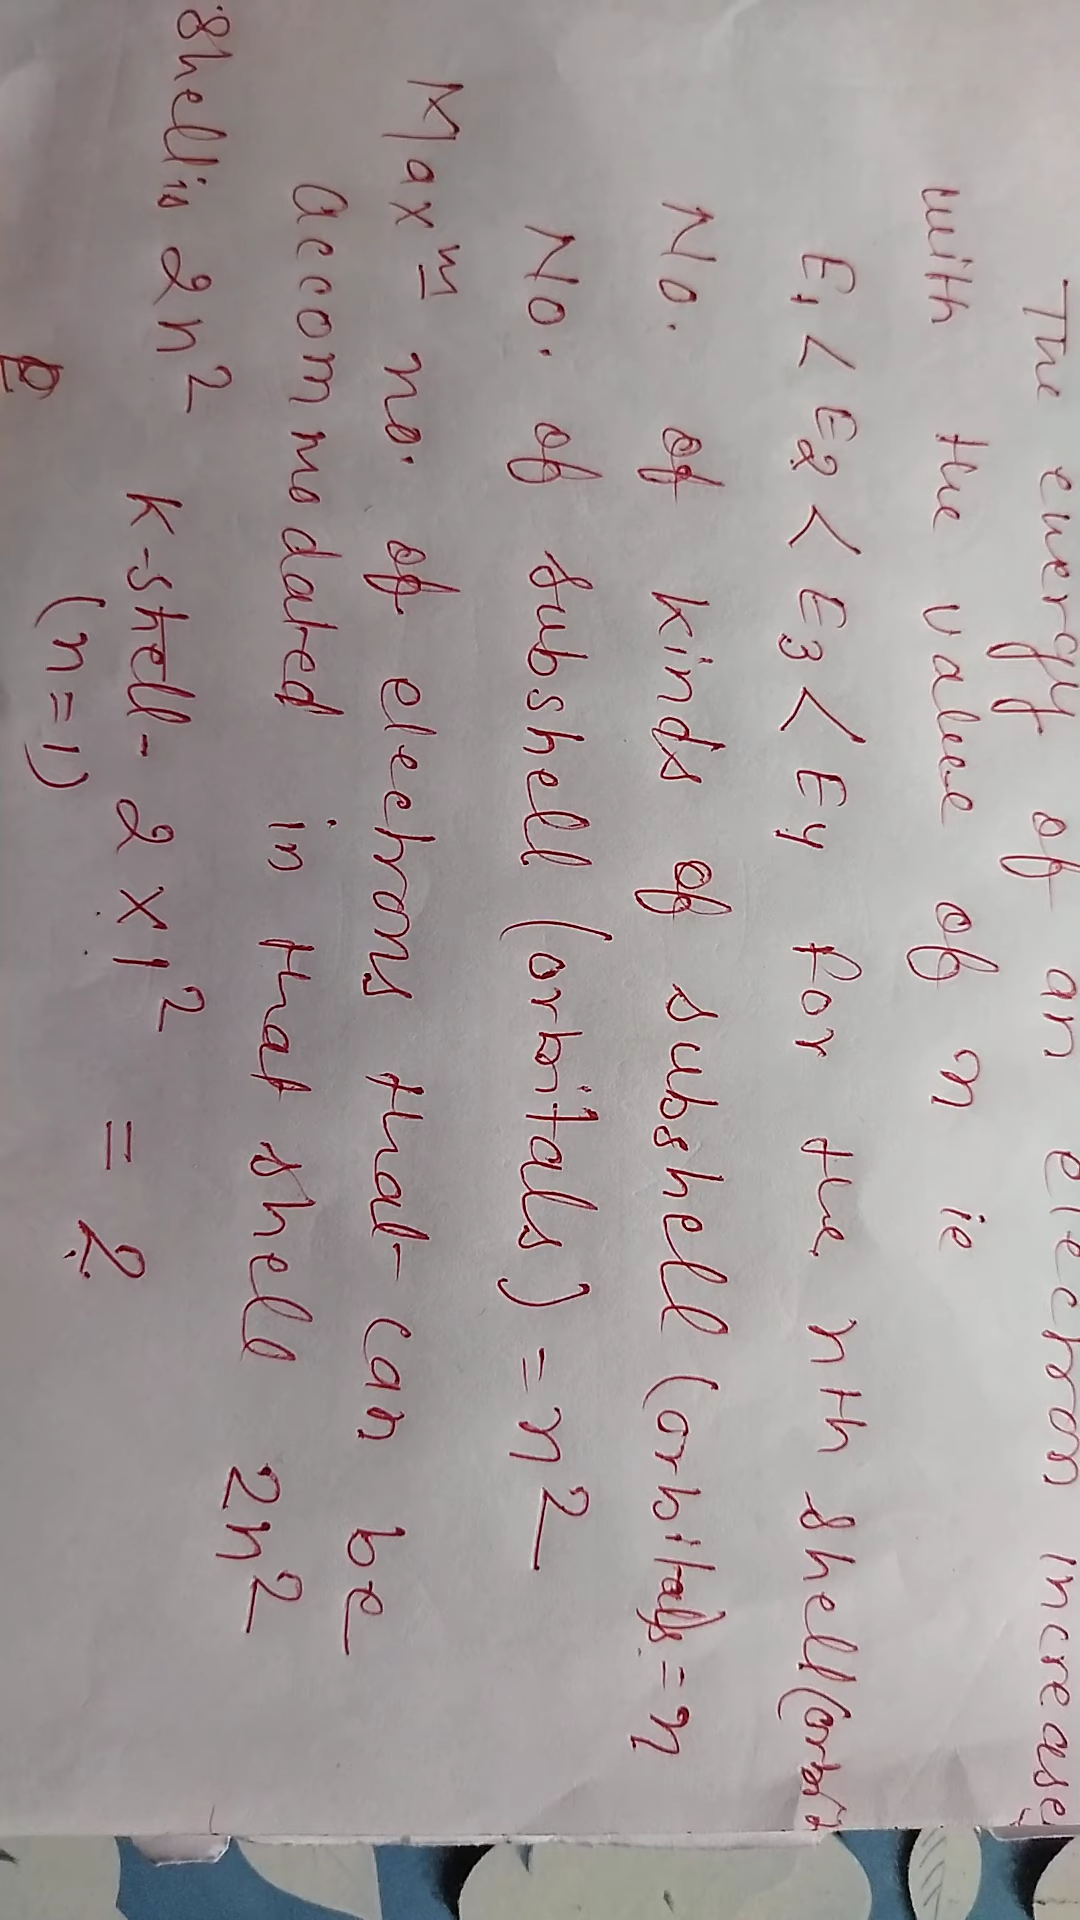 The energy of an electron increases
with the value of n ie
E1 < E2 < E3 < E4 for the nth shell (orbit
No. of kinds of subshell (orbitals = n
No. of subshell (orbitals) = n²
Maxᵐ no. of electrons that can be
accommodated in that shell 2n²
shell is 2n² K-shell - 2 × 1² = 2
(n=1)